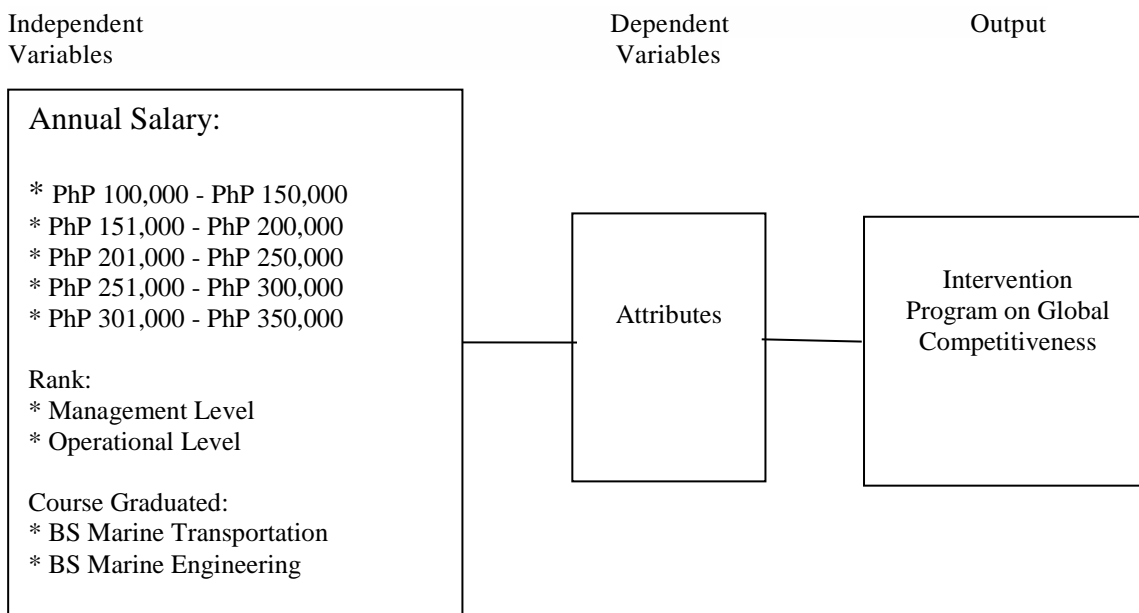 Independent Variables
Dependent Variables
Output
Annual Salary:
* PhP 100,000 - PhP 150,000
* PhP 151,000 - PhP 200,000
* PhP 201,000 - PhP 250,000
* PhP 251,000 - PhP 300,000
* PhP 301,000 - PhP 350,000
Rank:
* Management Level
* Operational Level
Course Graduated:
* BS Marine Transportation
* BS Marine Engineering
Attributes
Intervention
Program on Global
Competitiveness